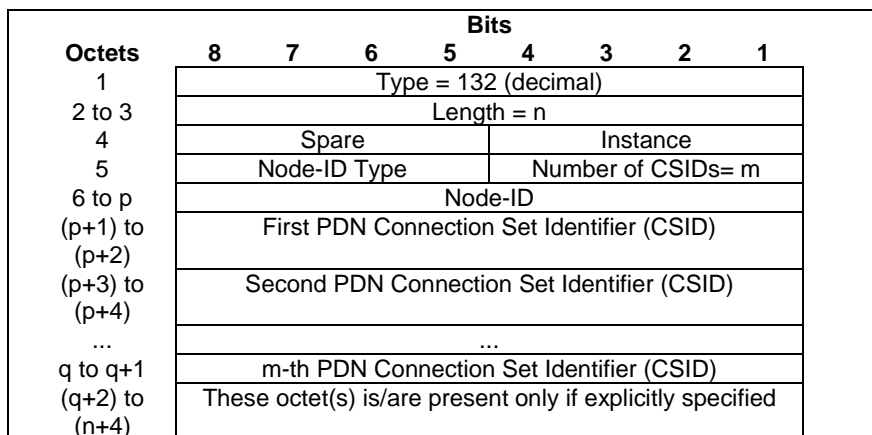 Bits
Octets 8 7 6 5 4 3 2 1
1 Type = 132 (decimal)
2 to 3 Length = n
4 Spare Instance
5 Node-ID Type Number of CSIDs= m
6 to p Node-ID
(p+1) to First PDN Connection Set Identifier (CSID)
(p+2)
(p+3) to Second PDN Connection Set Identifier (CSID)
(p+4)
... ...
q to q+1 m-th PDN Connection Set Identifier (CSID)
(q+2) to These octet(s) is/are present only if explicitly specified
(n+4)